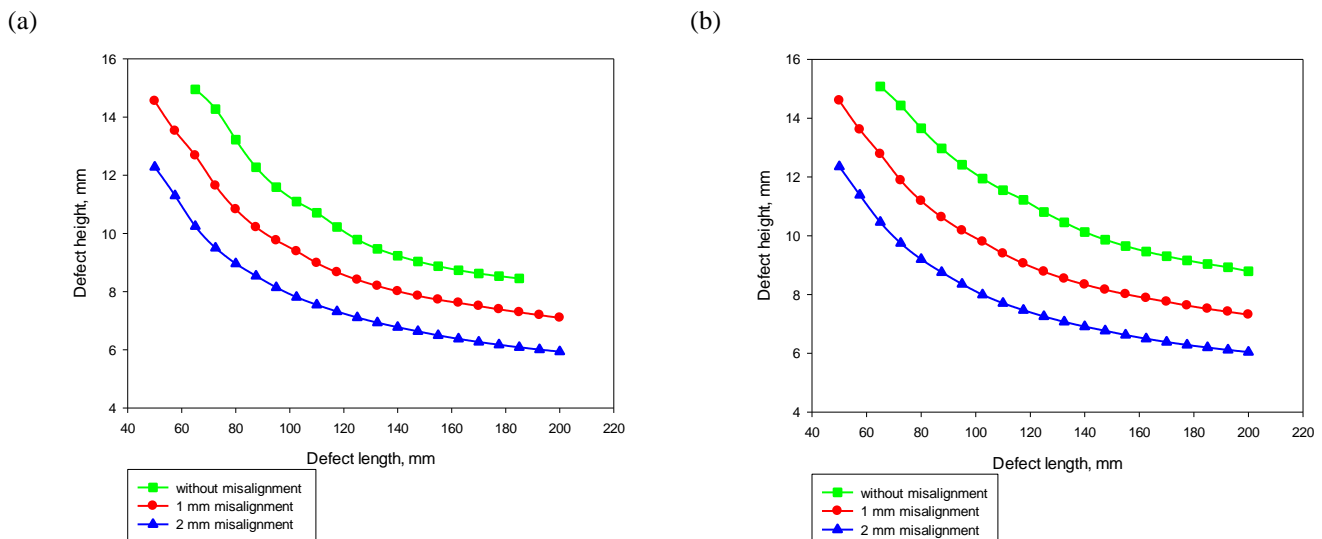 (a)
(b)
Defect height, mm
16
14
12
10
8
6
4
40 60 80 100 120 140 160 180 200 220
Defect length, mm
without misalignment
1 mm misalignment
2 mm misalignment
Defect height, mm
16
14
12
10
8
6
4
40 60 80 100 120 140 160 180 200 220
Defect length, mm
without misalignment
1 mm misalignment
2 mm misalignment